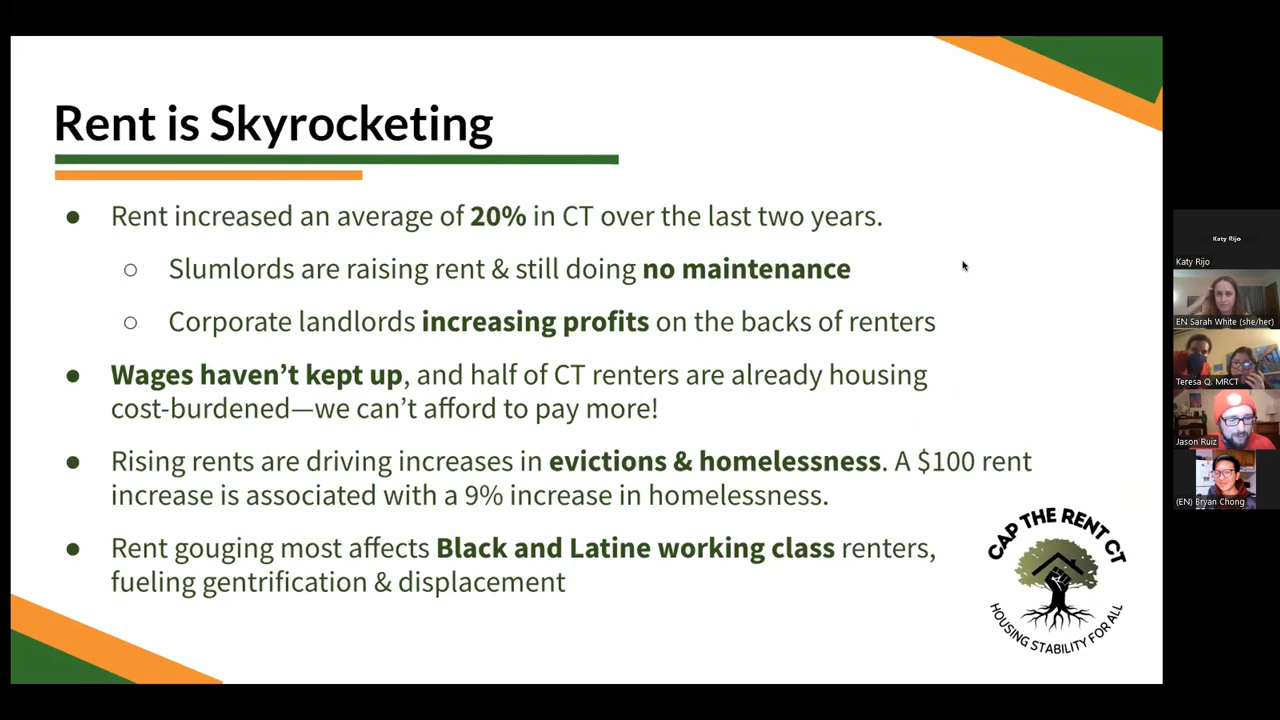 Rent is Skyrocketing
● Rent increased an average of 20% in CT over the last two years.
○ Slumlords are raising rent & still doing no maintenance
○ Corporate landlords increasing profits on the backs of renters
● Wages haven’t kept up, and half of CT renters are already housing
cost-burdened—we can’t afford to pay more!
● Rising rents are driving increases in evictions & homelessness. A $100 rent
increase is associated with a 9% increase in homelessness.
● Rent gouging most affects Black and Latine working class renters,
fueling gentrification & displacement
CAP THE RENT CT
HOUSING STABILITY FOR ALL
Katy Rijo
Katy Rijo
EN Sarah White (she/her)
Teresa Q. MRCT
Jason Ruiz
(EN) Bryan Chong